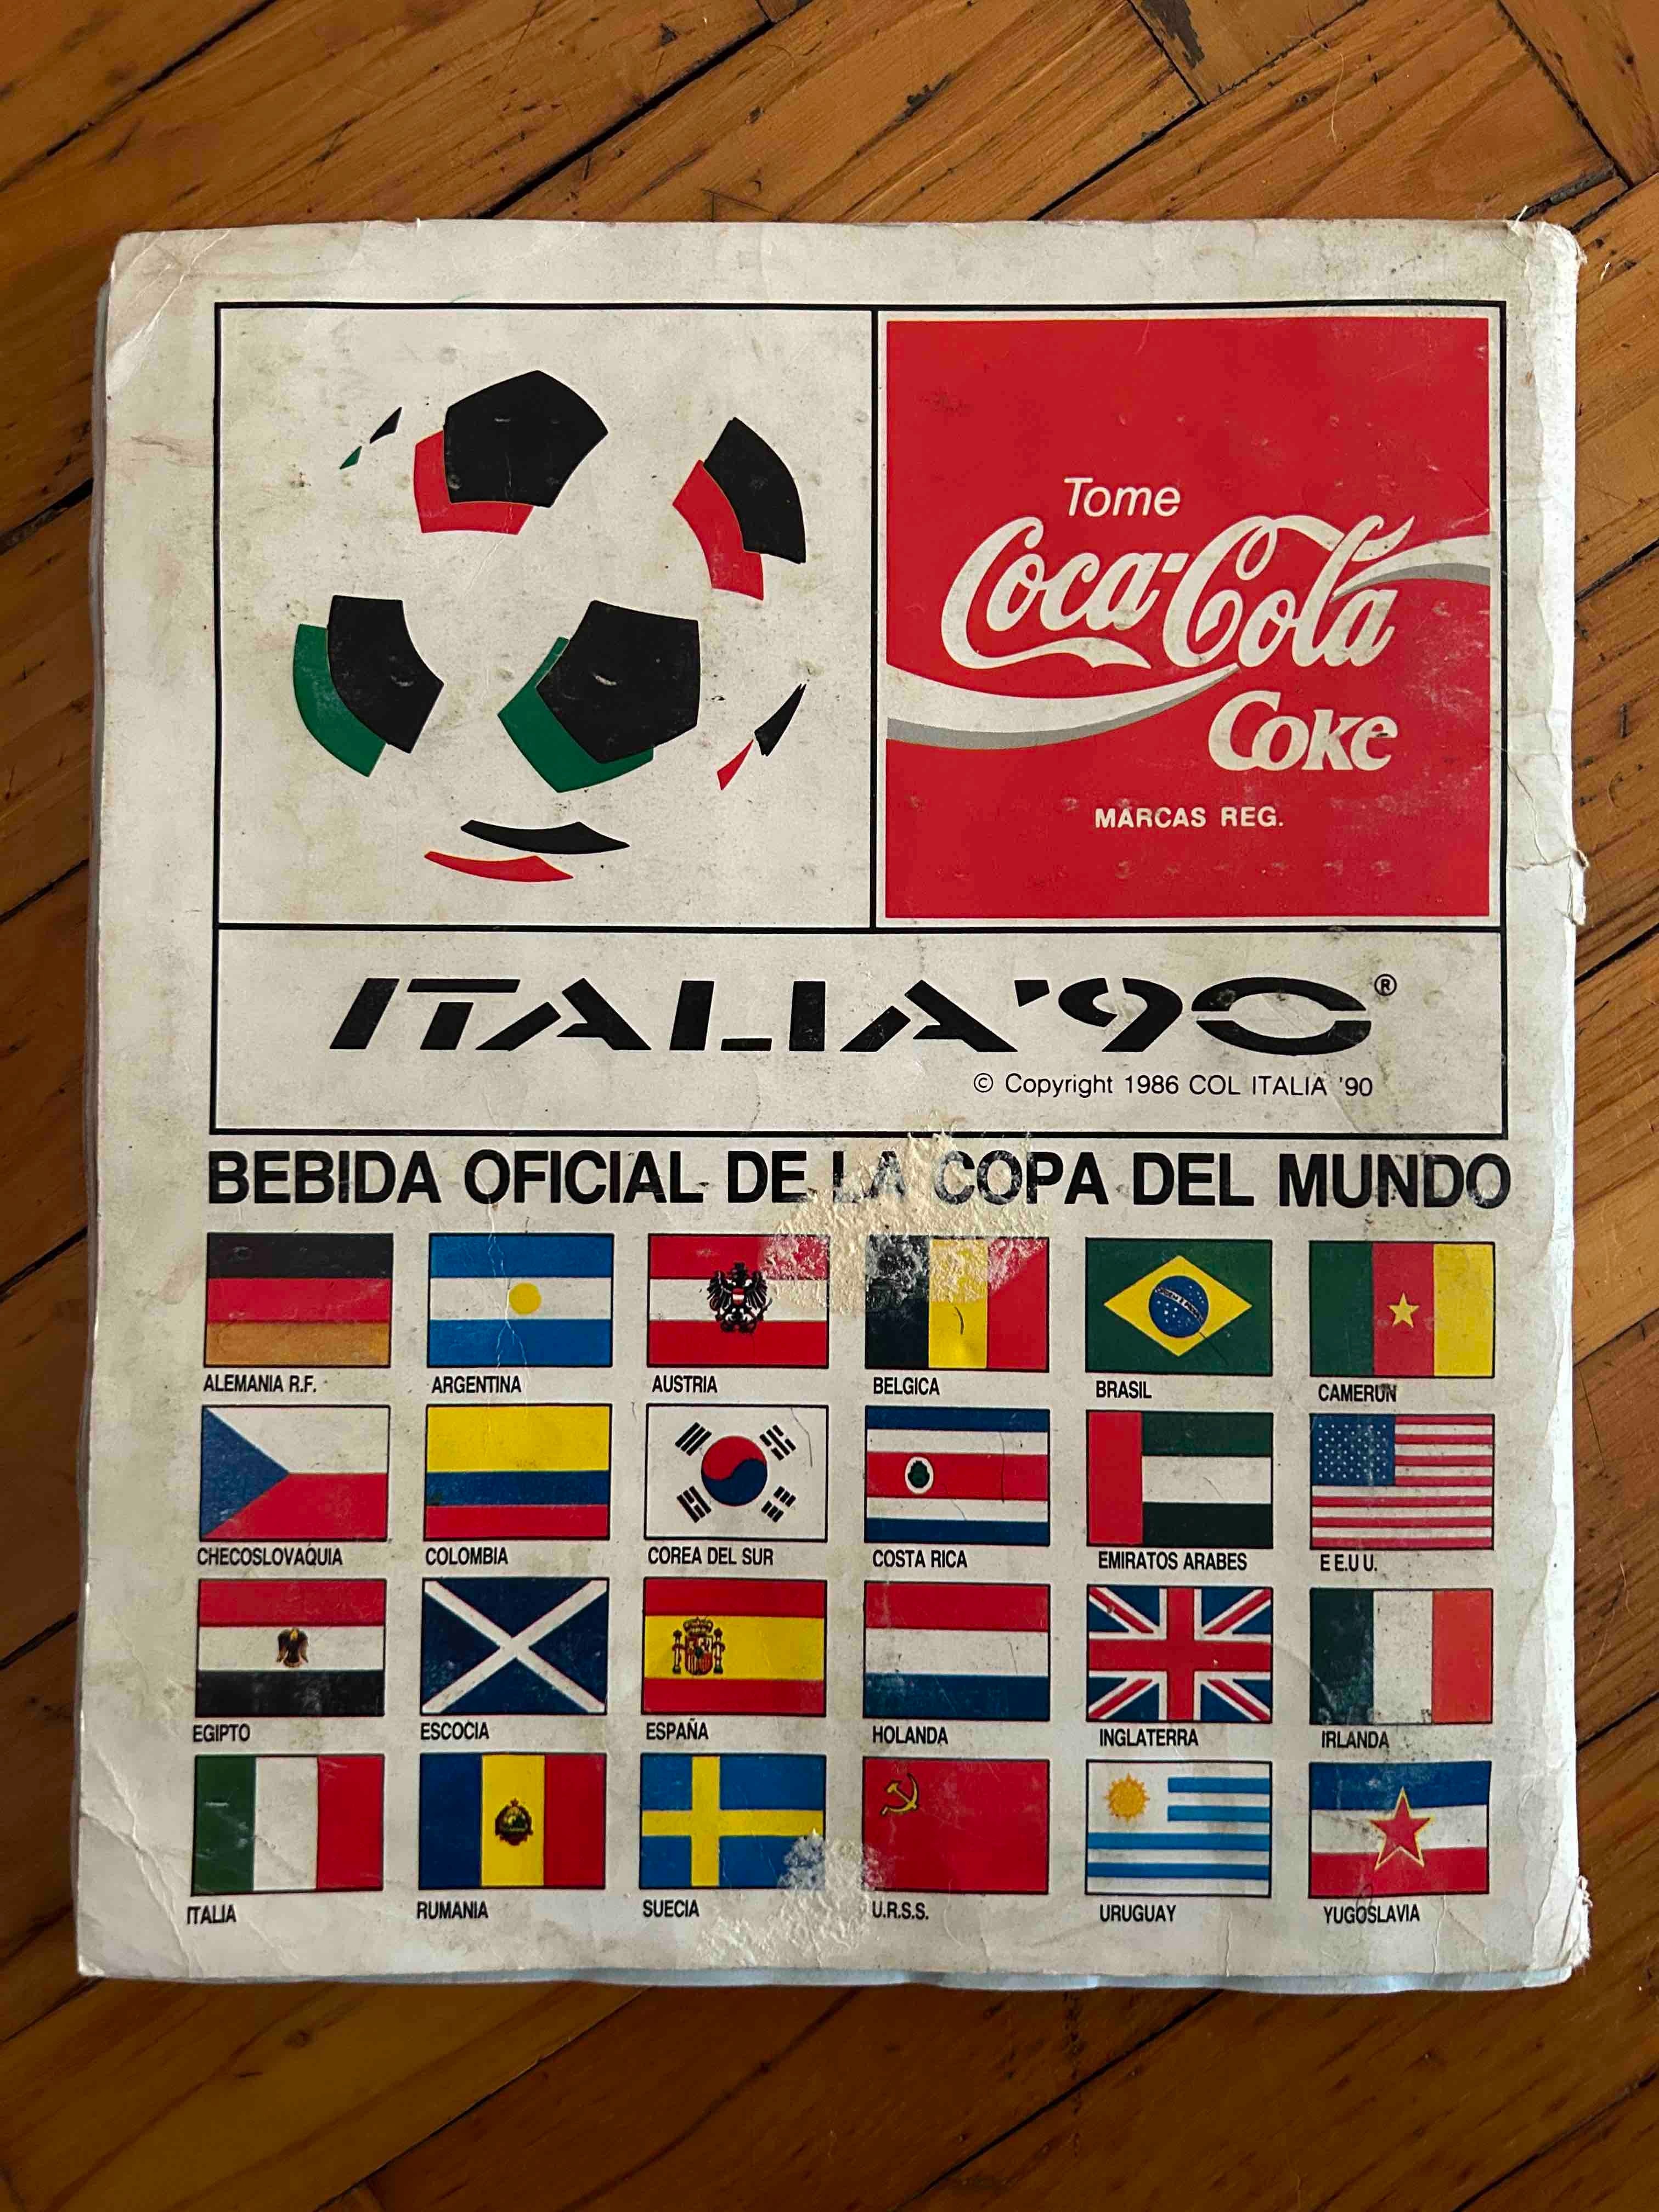 Tome
Coca-Cola
Coke
MARCAS REG.
ITALIA '90®
© Copyright 1986 COL ITALIA '90
BEBIDA OFICIAL DE LA COPA DEL MUNDO
ALEMANIA R.F. ARGENTINA AUSTRIA BELGICA BRASIL CAMERUN
CHECOSLOVAQUIA COLOMBIA COREA DEL SUR COSTA RICA EMIRATOS ARABES E E.U U.
EGIPTO ESCOCIA ESPAÑA HOLANDA INGLATERRA IRLANDA
ITALIA RUMANIA SUECIA U.R.S.S. URUGUAY YUGOSLAVIA